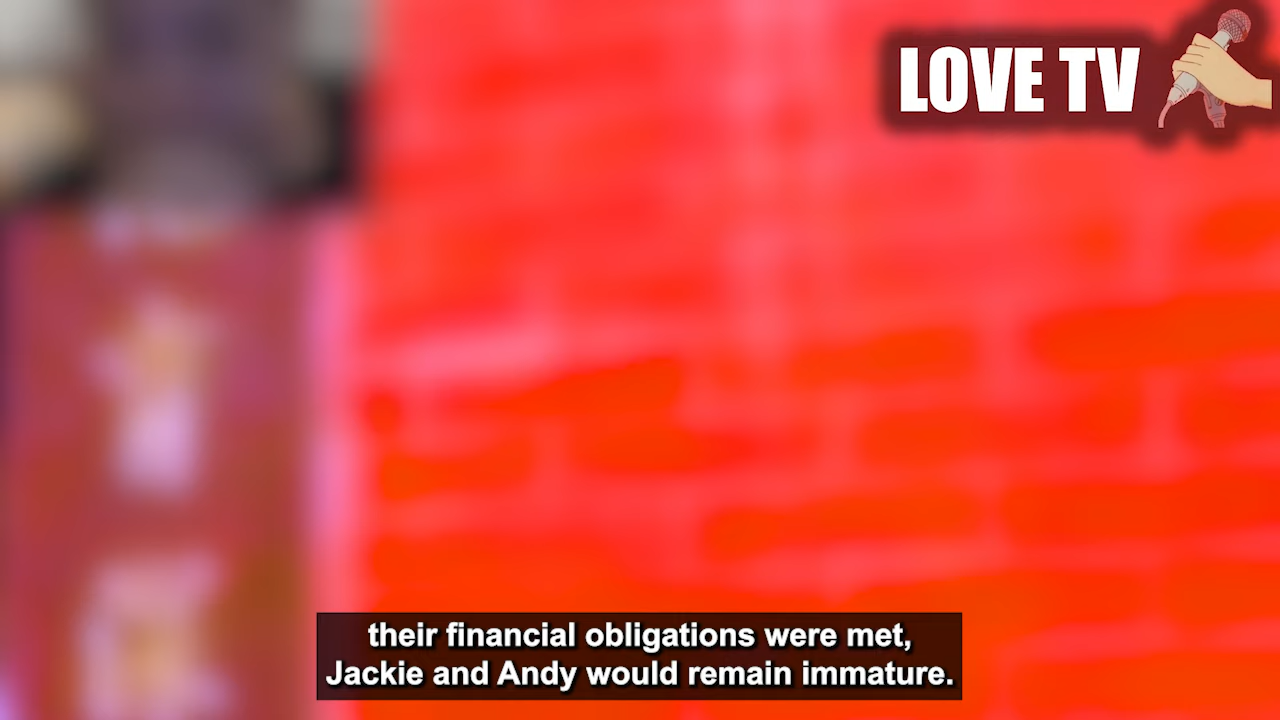 LOVE TV
their financial obligations were met,
Jackie and Andy would remain immature.